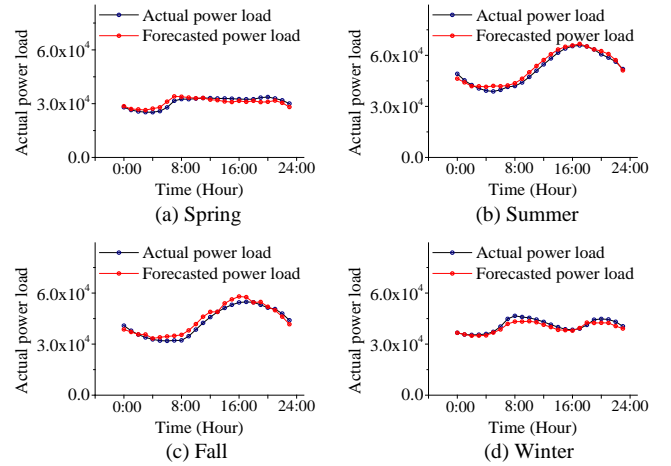 Actual power load
Forecasted power load
Actual power load
6.0x10^4
3.0x10^4
0.0
0:00 8:00 16:00 24:00
Time (Hour)
(a) Spring
Actual power load
Forecasted power load
Actual power load
6.0x10^4
3.0x10^4
0.0
0:00 8:00 16:00 24:00
Time (Hour)
(b) Summer
Actual power load
Forecasted power load
Actual power load
6.0x10^4
3.0x10^4
0.0
0:00 8:00 16:00 24:00
Time (Hour)
(c) Fall
Actual power load
Forecasted power load
Actual power load
6.0x10^4
3.0x10^4
0.0
0:00 8:00 16:00 24:00
Time (Hour)
(d) Winter